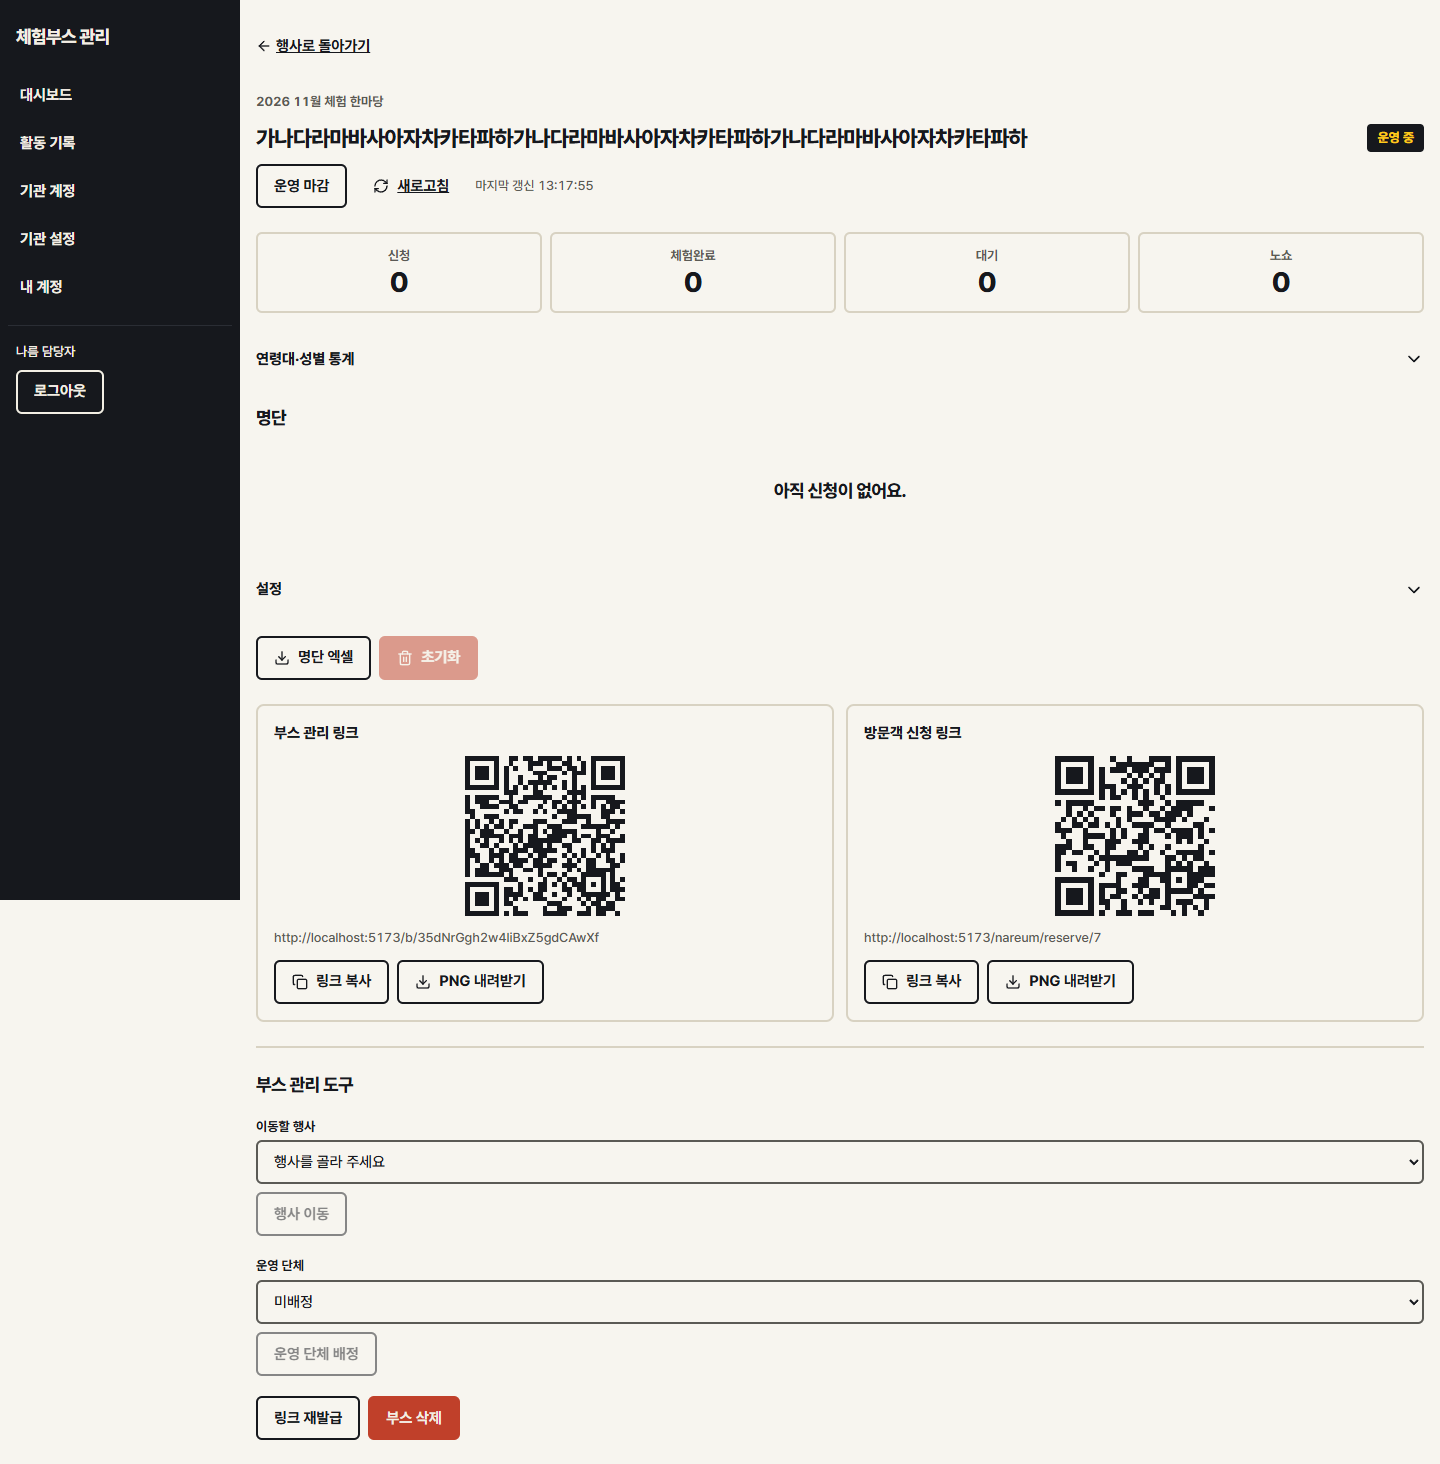 체험부스 관리
대시보드
활동 기록
기관 계정
기관 설정
내 계정
나름 담당자
로그아웃
행사로 돌아가기
2026 11월 체험 한마당
가나다라마바사아자차카타파하가나다라마바사아자차카타파하가나다라마바사아자차카타파하
운영 중
운영 마감
새로고침
마지막 갱신 13:17:55
신청
0
체험완료
0
대기
0
노쇼
0
연령대·성별 통계
명단
아직 신청이 없어요.
설정
명단 엑셀
초기화
부스 관리 링크
http://localhost:5173/b/35dNrGgh2w4liBxZ5gdCAwXf
링크 복사
PNG 내려받기
방문객 신청 링크
http://localhost:5173/nareum/reserve/7
링크 복사
PNG 내려받기
부스 관리 도구
이동할 행사
행사를 골라 주세요
행사 이동
운영 단체
미배정
운영 단체 배정
링크 재발급
부스 삭제